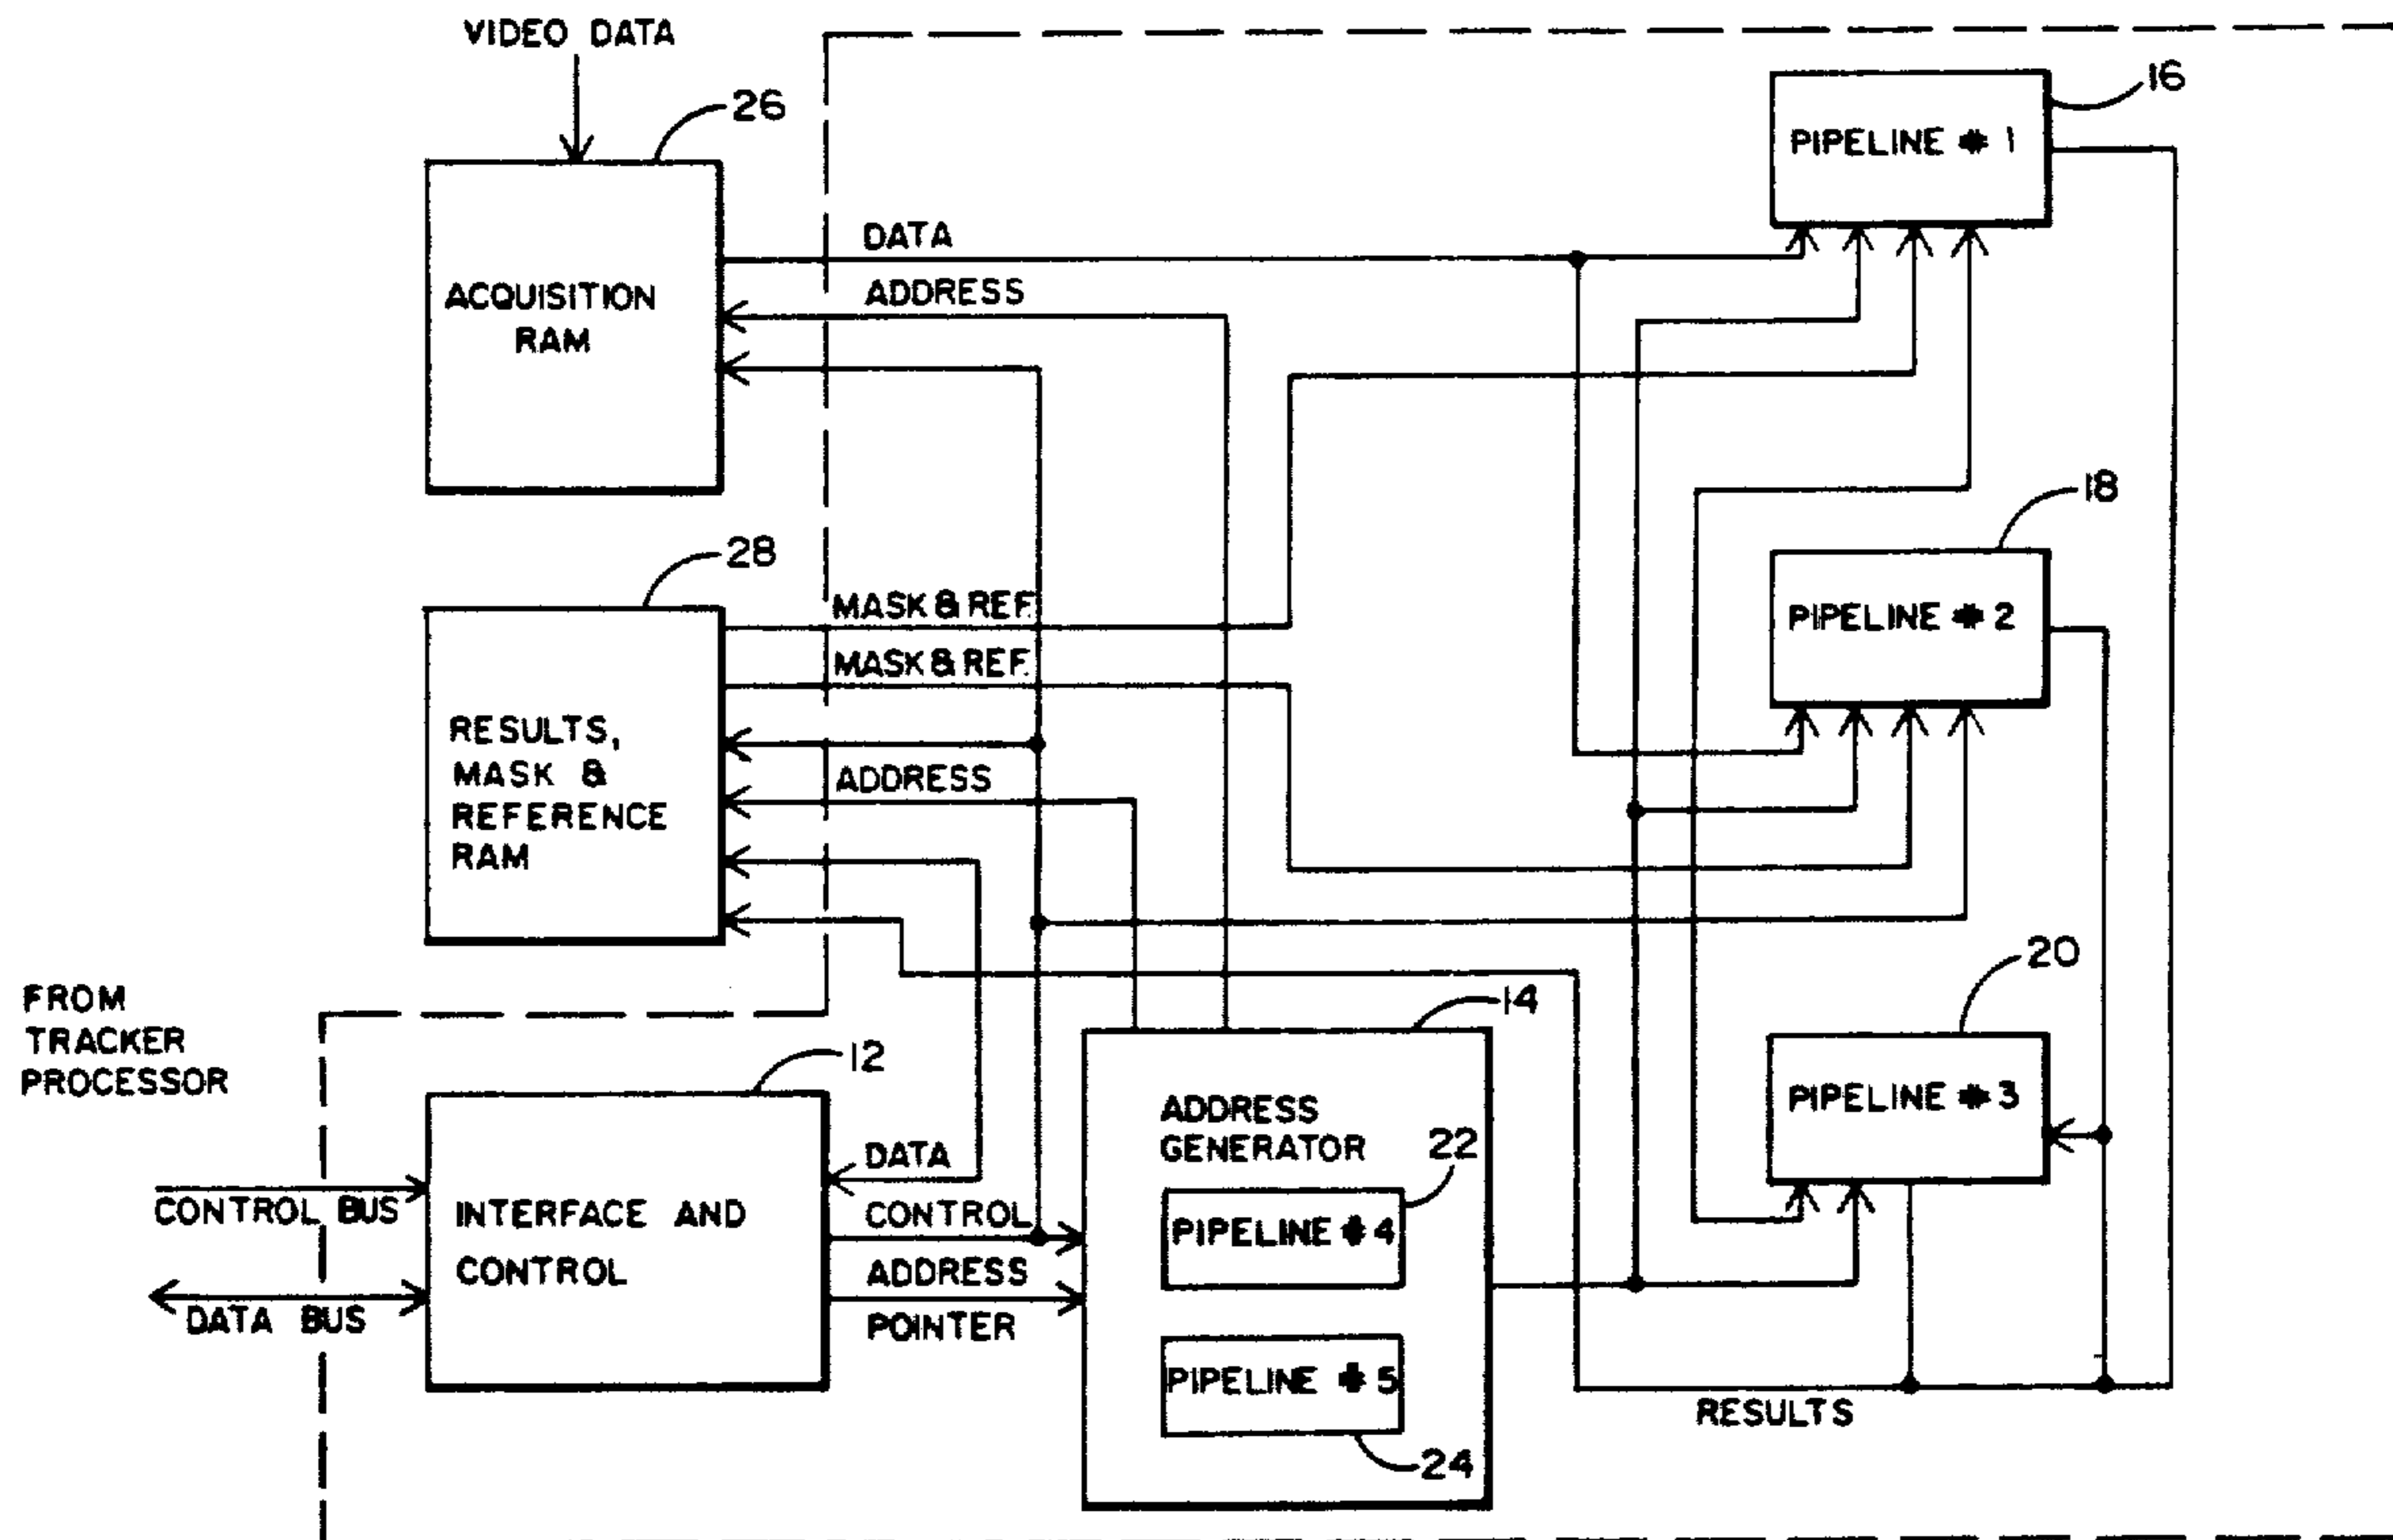 VIDEO DATA
26
16
PIPELINE # 1
DATA
ADDRESS
ACQUISITION
RAM
18
28
PIPELINE # 2
MASK & REF.
MASK & REF.
RESULTS,
MASK &
REFERENCE
RAM
ADDRESS
20
FROM
TRACKER
PROCESSOR
14
12
PIPELINE # 3
ADDRESS
GENERATOR
22
DATA
CONTROL BUS
INTERFACE AND
CONTROL
CONTROL
PIPELINE # 4
ADDRESS
POINTER
DATA BUS
PIPELINE # 5
RESULTS
24